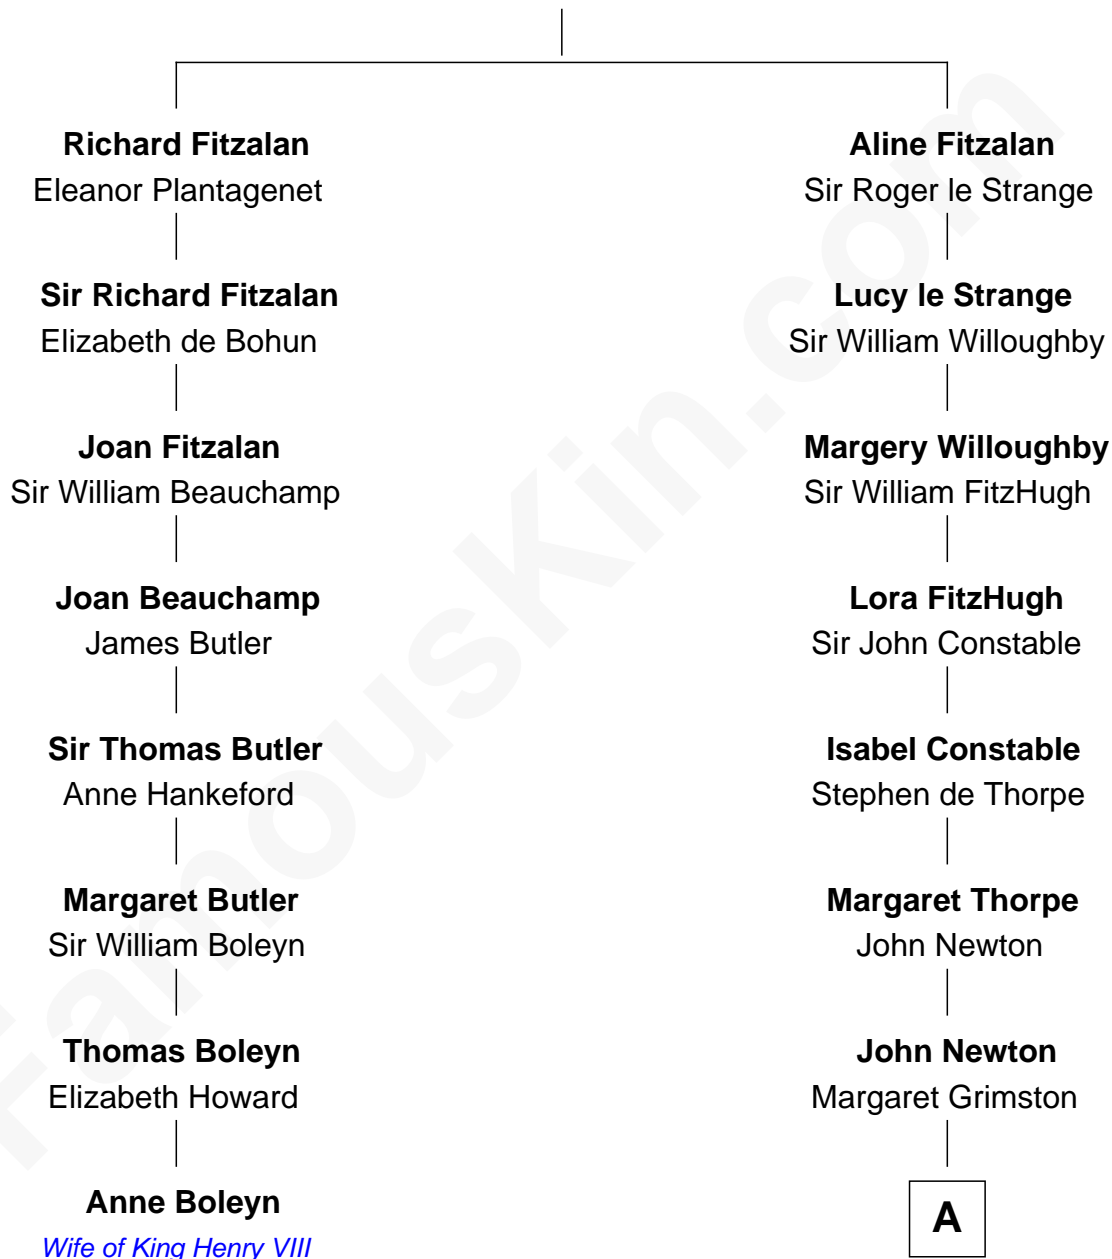 Richard Fitzalan
Eleanor Plantagenet
Aline Fitzalan
Sir Roger le Strange
Sir Richard Fitzalan
Elizabeth de Bohun
Lucy le Strange
Sir William Willoughby
Joan Fitzalan
Sir William Beauchamp
Margery Willoughby
Sir William FitzHugh
Joan Beauchamp
James Butler
Lora FitzHugh
Sir John Constable
Sir Thomas Butler
Anne Hankeford
Isabel Constable
Stephen de Thorpe
Margaret Butler
Sir William Boleyn
Margaret Thorpe
John Newton
Thomas Boleyn
Elizabeth Howard
John Newton
Margaret Grimston
Anne Boleyn
Wife of King Henry VIII
A
FamousKin.com